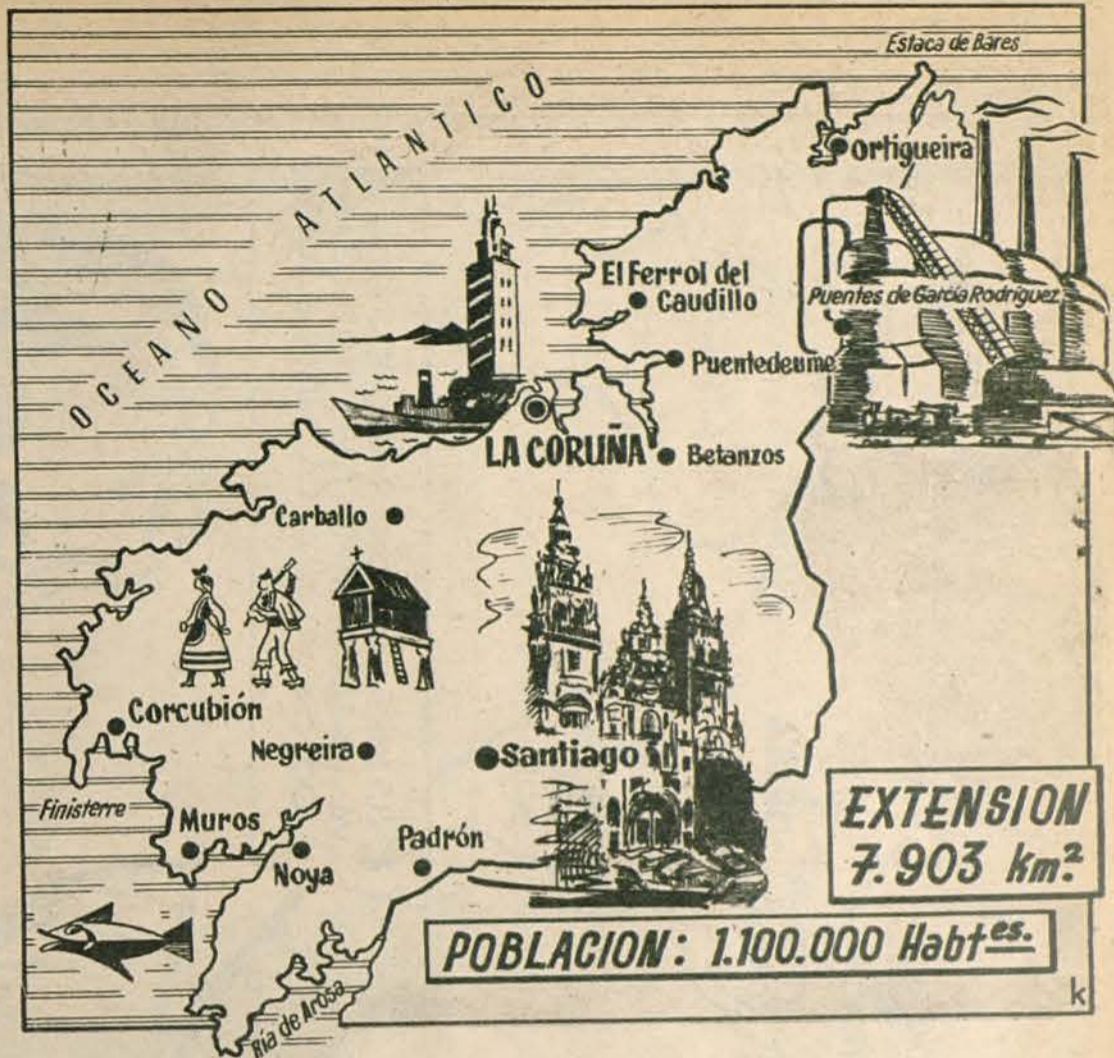 Estaca de Bares
OCEANO ATLANTICO
Ortigueira
El Ferrol del
Caudillo
Puentes de García Rodríguez
Puentedeume
LA CORUÑA
Betanzos
Carballo
Corcubión
Negreira
Santiago
Finisterre
Muros
Noya
Padrón
EXTENSION
7.903 km²
POBLACION: 1.100.000 Habtes.
Ría de Arosa
k